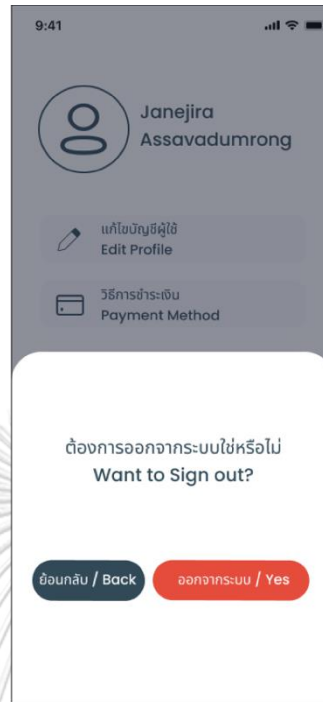 9:41
Janejira
Assavadumrong
แก้ไขบัญชีผู้ใช้
Edit Profile
วิธีการชำระเงิน
Payment Method
ต้องการออกจากระบบใช่หรือไม่
Want to Sign out?
ย้อนกลับ / Back
ออกจากระบบ / Yes